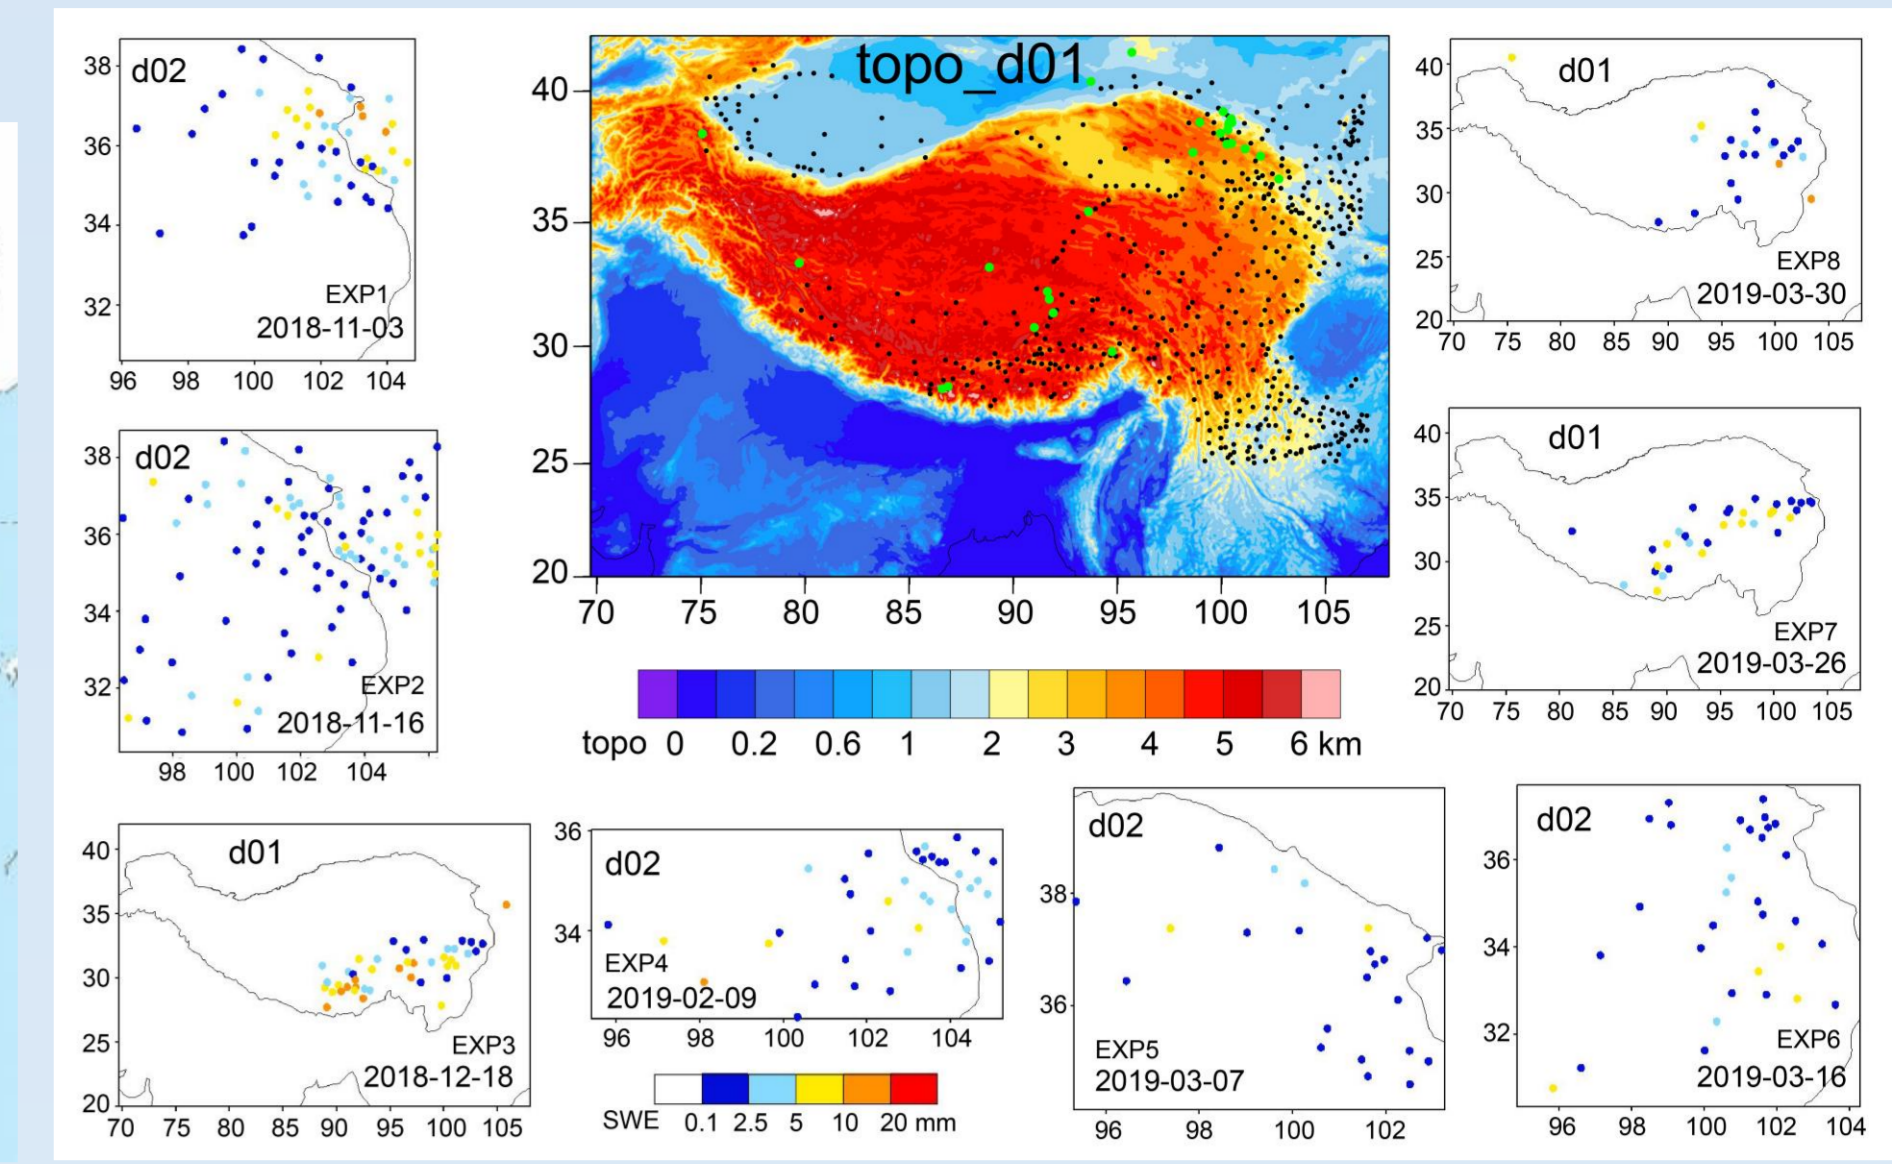 d02
38
36
34
32
EXP1
2018-11-03
96 98 100 102 104
topo_d01
40
35
30
25
20
70 75 80 85 90 95 100 105
topo 0 0.2 0.6 1 2 3 4 5 6 km
d01
40
35
30
25
20
EXP8
2019-03-30
70 75 80 85 90 95 100 105
d02
38
36
34
32
EXP2
2018-11-16
98 100 102 104
d01
40
35
30
25
20
EXP7
2019-03-26
70 75 80 85 90 95 100 105
d01
40
35
30
25
20
EXP3
2018-12-18
70 75 80 85 90 95 100 105
d02
36
34
EXP4
2019-02-09
96 98 100 102 104
SWE 0.1 2.5 5 10 20 mm
d02
38
36
EXP5
2019-03-07
96 98 100 102
d02
36
34
32
EXP6
2019-03-16
96 98 100 102 104